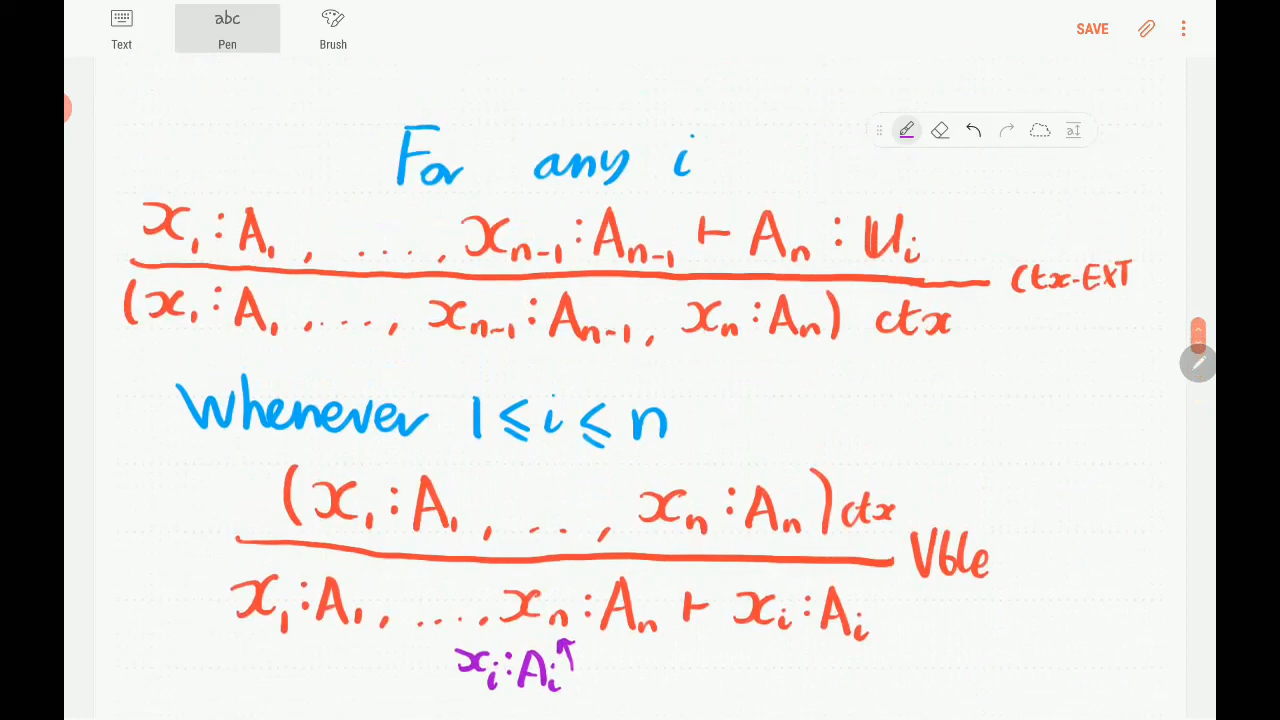 abc
Text Pen Brush SAVE
For any i
x₁ : A₁ , ..., xₙ₋₁ : Aₙ₋₁ ⊢ Aₙ : 𝒰ᵢ
Ctx-EXT
(x₁ : A₁ , ...., xₙ₋₁ : Aₙ₋₁ , xₙ : Aₙ) ctx
Whenever 1 ⩽ i ⩽ n
(x₁ : A₁ , .. , xₙ : Aₙ) ctx
Vble
x₁ : A₁ , ...., xₙ : Aₙ ⊢ xᵢ : Aᵢ
xᵢ : Aᵢ ↑